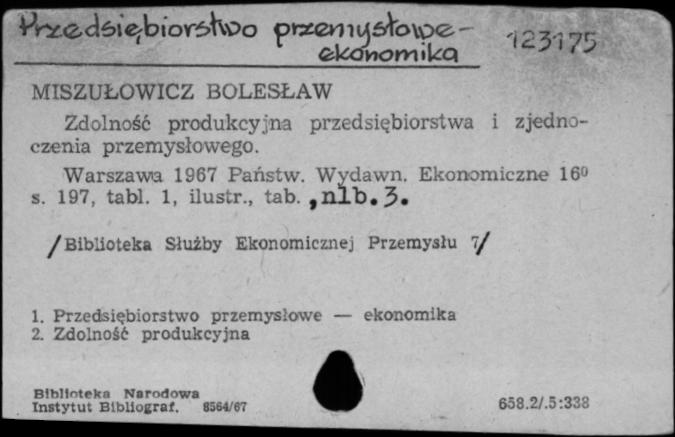 Przedsiębiorstwo przemysłowe -
ekonomika
123175
MISZUŁOWICZ BOLESŁAW
Zdolność produkcyjna przedsiębiorstwa i zjedno-
czenia przemysłowego.
Warszawa 1967 Państw. Wydawn. Ekonomiczne 16⁰
s. 197, tabl. 1, ilustr., tab. ,nlb.3.
/Biblioteka Służby Ekonomicznej Przemysłu 7/
1. Przedsiębiorstwo przemysłowe — ekonomika
2. Zdolność produkcyjna
Biblioteka Narodowa
Instytut Bibliograf. 8564/67
658.2/.5:338